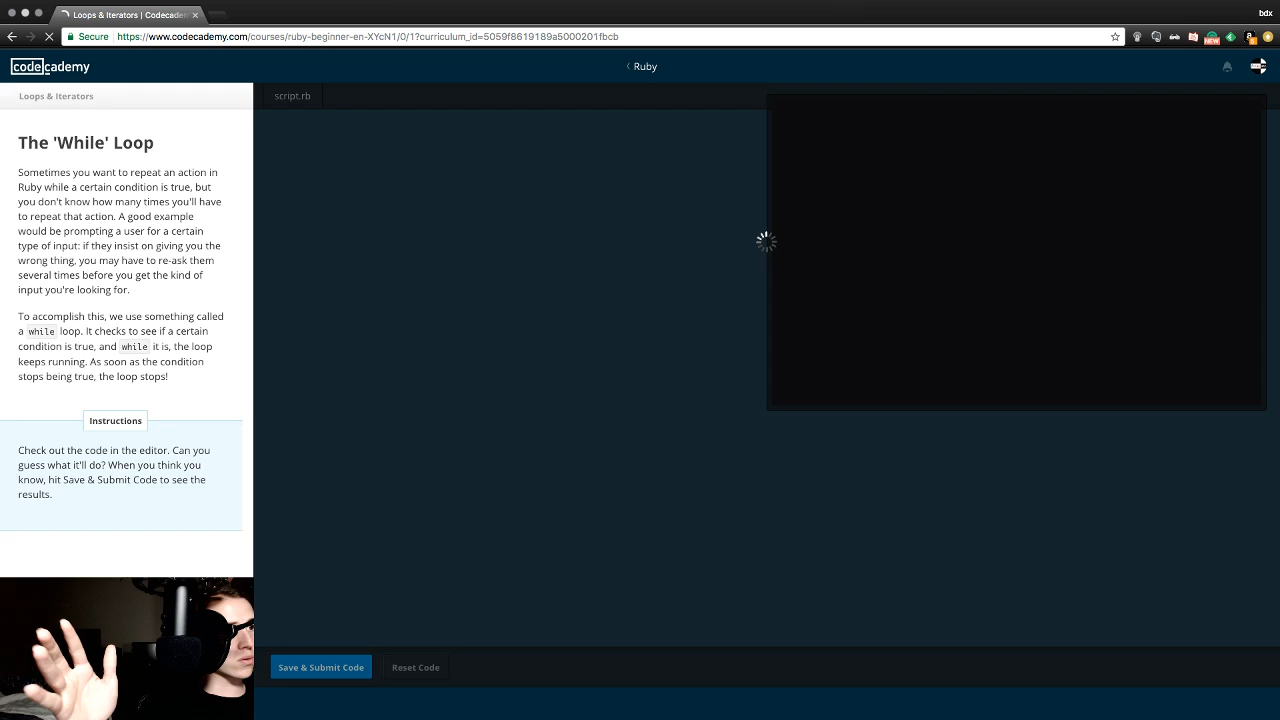 Loops & Iterators | Codecadem
bdx
Secure https://www.codecademy.com/courses/ruby-beginner-en-XYcN1/0/1?curriculum_id=5059f8619189a5000201fbcb
NEW
codecademy
Ruby
Loops & Iterators
script.rb
The 'While' Loop
Sometimes you want to repeat an action in
Ruby while a certain condition is true, but
you don't know how many times you'll have
to repeat that action. A good example
would be prompting a user for a certain
type of input: if they insist on giving you the
wrong thing, you may have to re-ask them
several times before you get the kind of
input you're looking for.
To accomplish this, we use something called
a while loop. It checks to see if a certain
condition is true, and while it is, the loop
keeps running. As soon as the condition
stops being true, the loop stops!
Instructions
Check out the code in the editor. Can you
guess what it'll do? When you think you
know, hit Save & Submit Code to see the
results.
Save & Submit Code
Reset Code